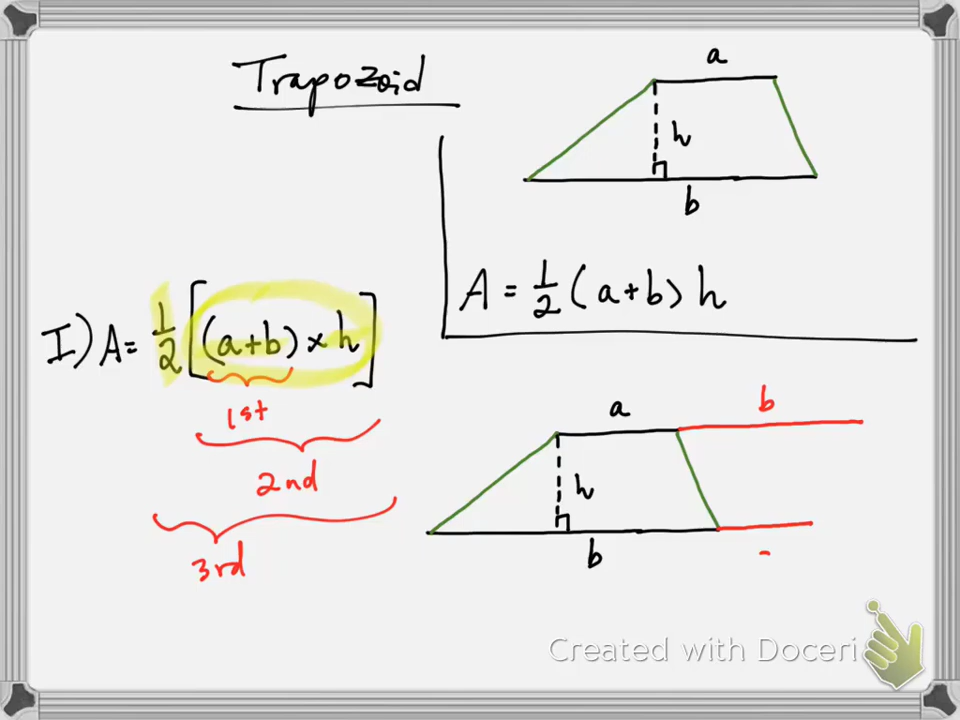 Trapozoid
a
h
b
A = 1/2 (a+b) h
I) A = 1/2 [(a+b) × h]
1st
2nd
3rd
a
b
h
b
Created with Doceri